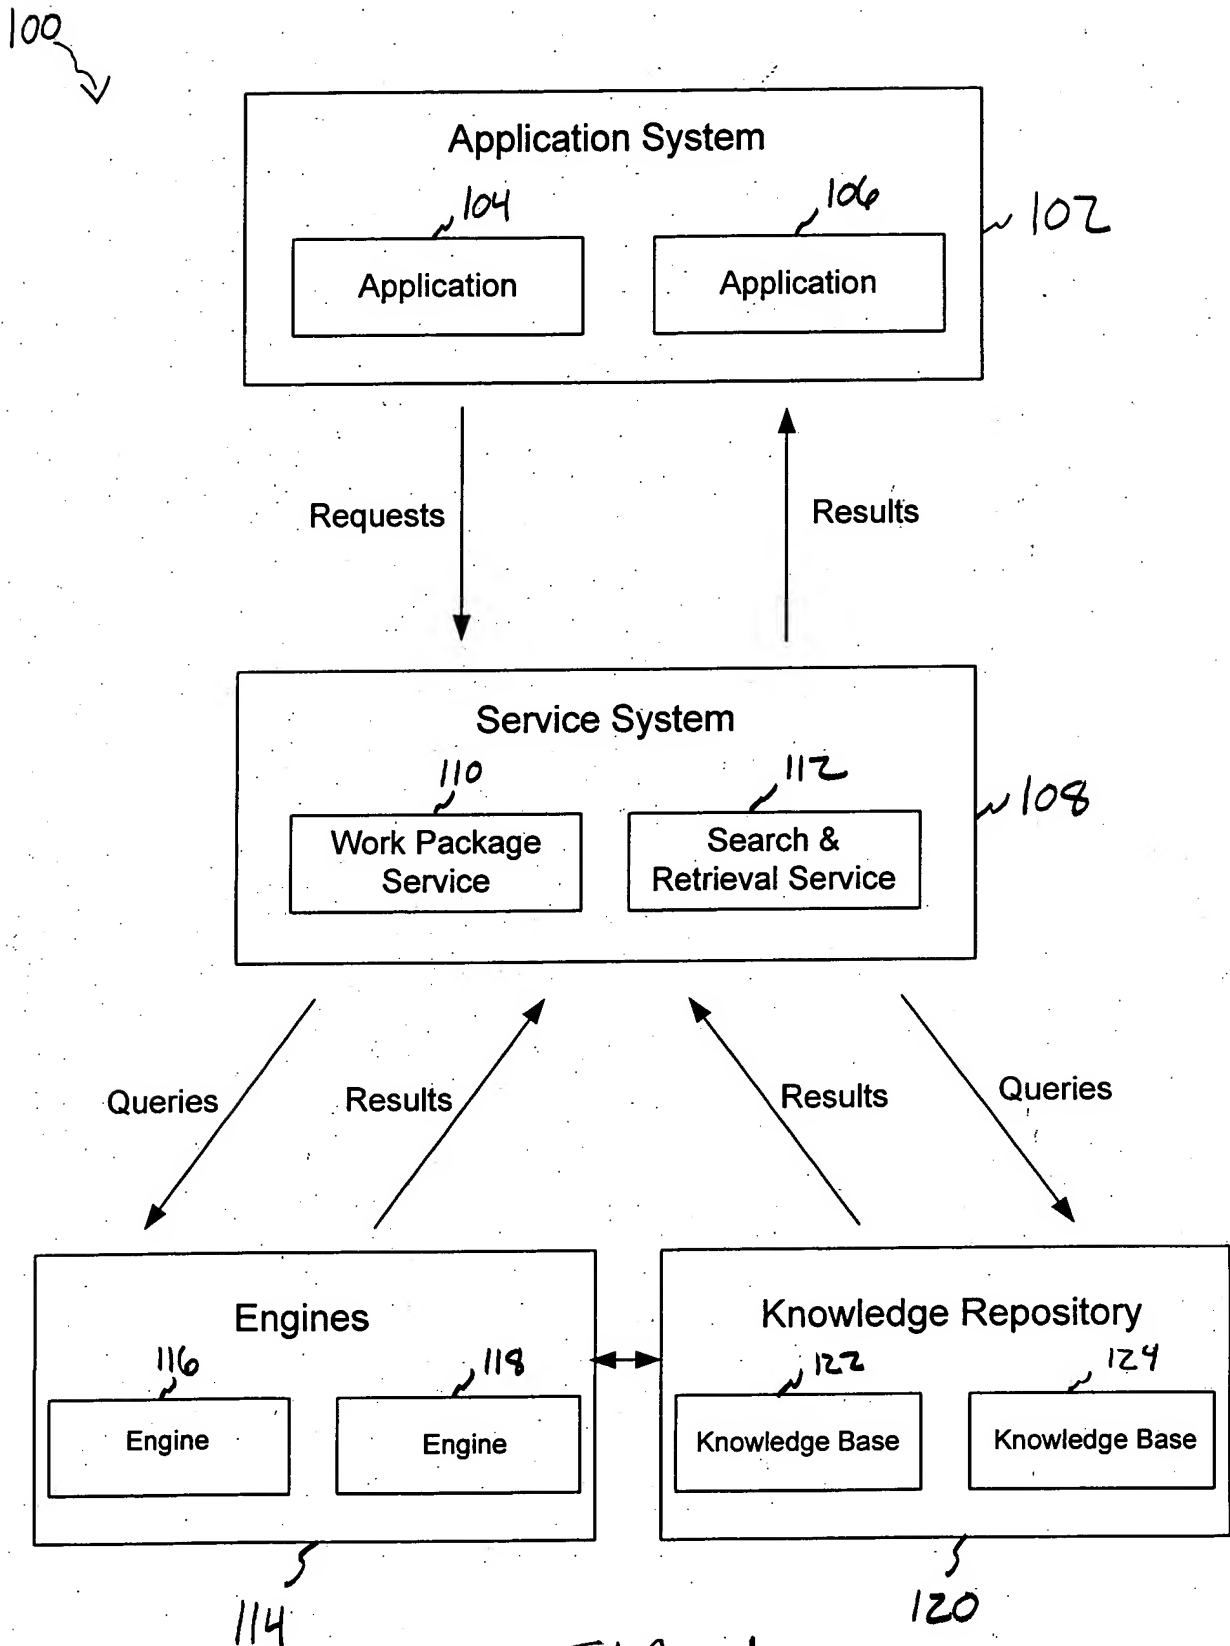 100
Application System
104
106
102
Application
Application
Requests
Results
Service System
110
112
108
Work Package
Service
Search &
Retrieval Service
Queries
Results
Results
Queries
Engines
Knowledge Repository
116
118
122
124
Engine
Engine
Knowledge Base
Knowledge Base
114
120